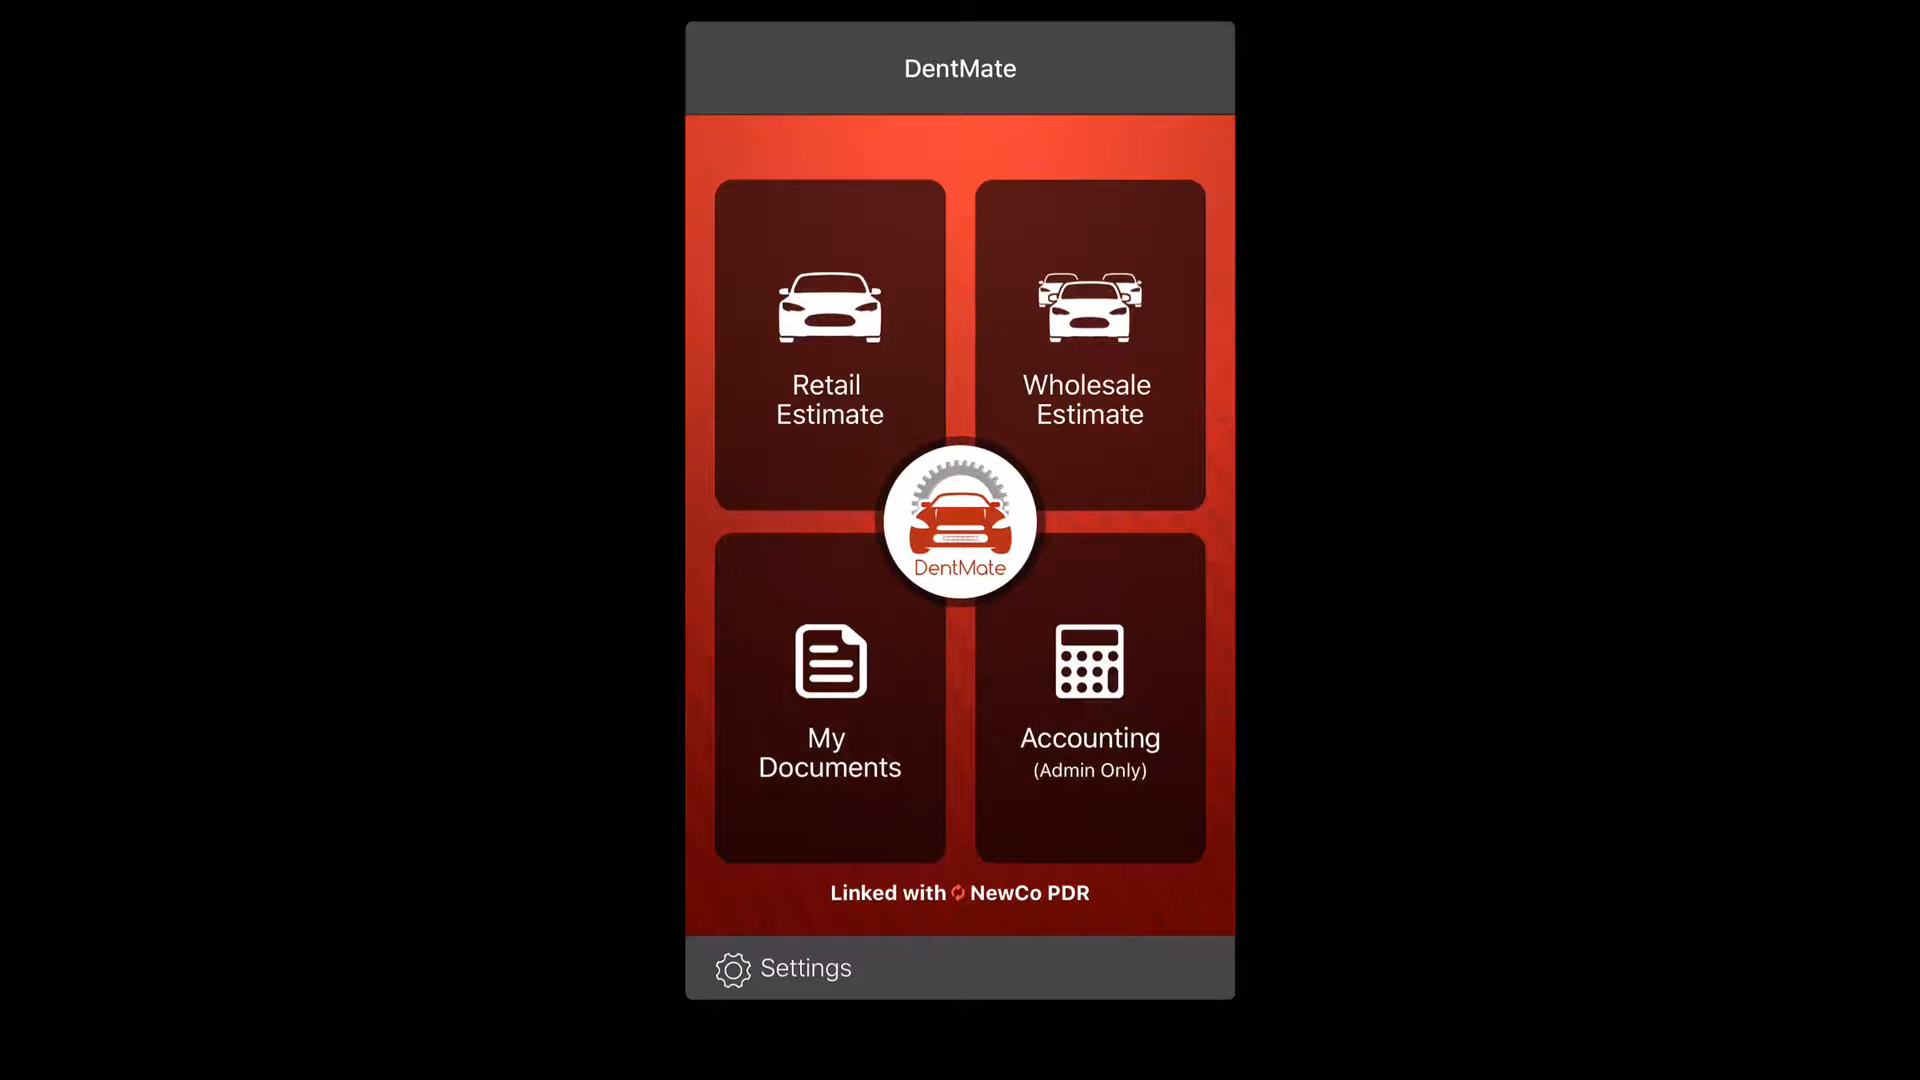 DentMate
Retail
Estimate
Wholesale
Estimate
DentMate
My
Documents
Accounting
(Admin Only)
Linked with NewCo PDR
Settings